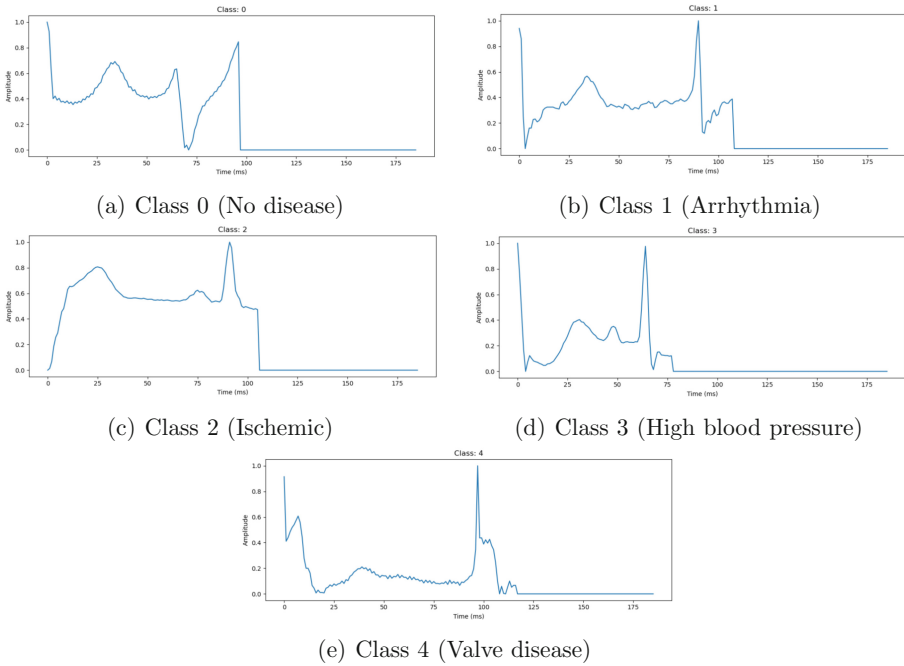 Class: 0
Amplitude
1.0
0.8
0.6
0.4
0.2
0.0
0 25 50 75 100 125 150 175
Time (ms)
(a) Class 0 (No disease)
Class: 1
Amplitude
1.0
0.8
0.6
0.4
0.2
0.0
0 25 50 75 100 125 150 175
Time (ms)
(b) Class 1 (Arrhythmia)
Class: 2
Amplitude
1.0
0.8
0.6
0.4
0.2
0.0
0 25 50 75 100 125 150 175
Time (ms)
(c) Class 2 (Ischemic)
Class: 3
Amplitude
1.0
0.8
0.6
0.4
0.2
0.0
0 25 50 75 100 125 150 175
Time (ms)
(d) Class 3 (High blood pressure)
Class: 4
Amplitude
1.0
0.8
0.6
0.4
0.2
0.0
0 25 50 75 100 125 150 175
Time (ms)
(e) Class 4 (Valve disease)